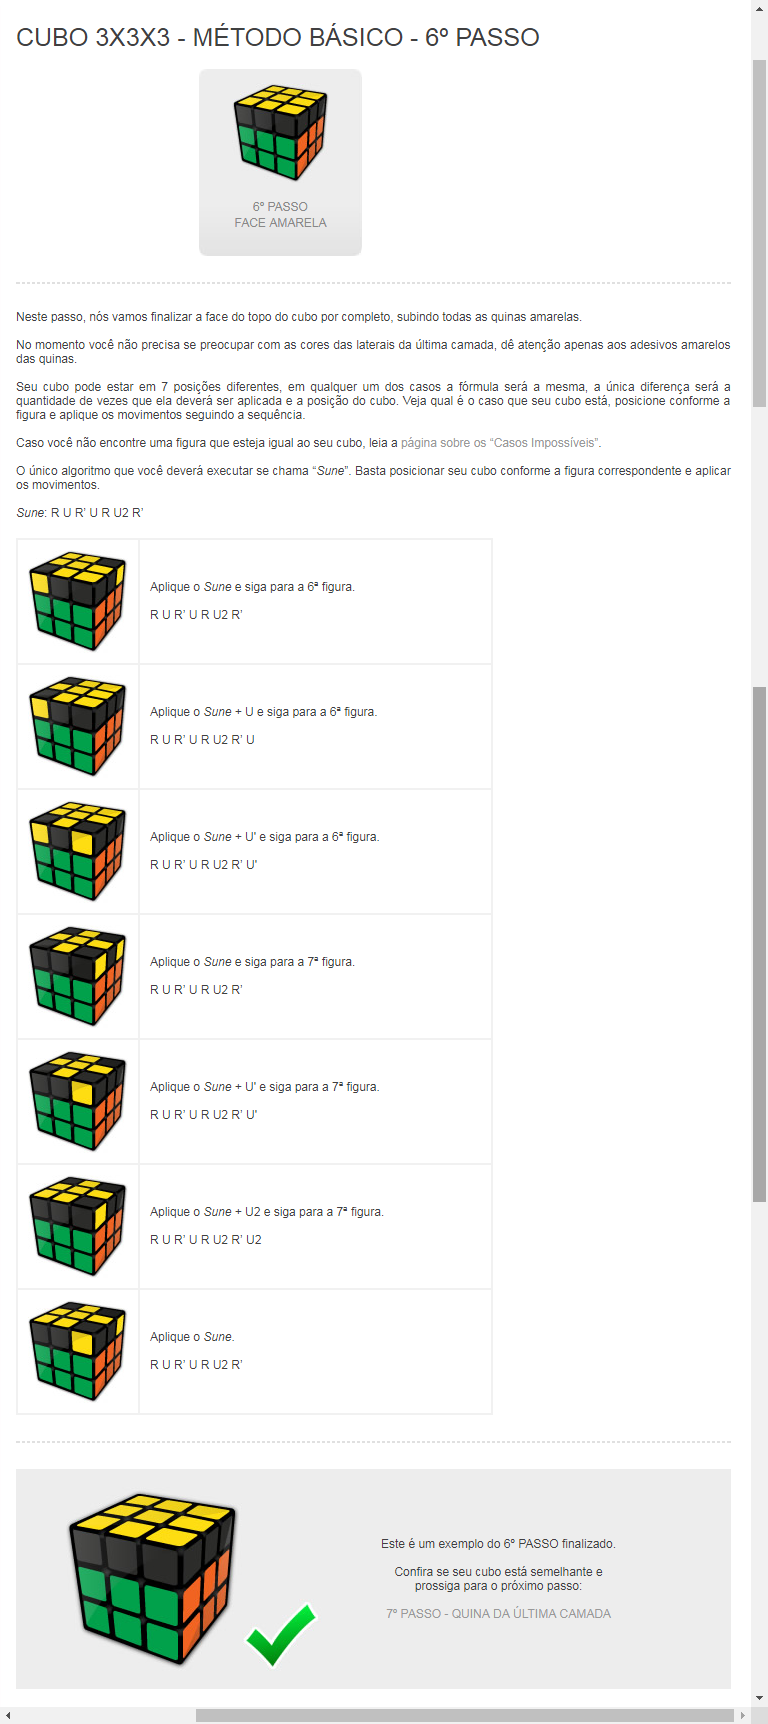 CUBO 3X3X3 - MÉTODO BÁSICO - 6º PASSO
6º PASSO
FACE AMARELA
Neste passo, nós vamos finalizar a face do topo do cubo por completo, subindo todas as quinas amarelas.
No momento você não precisa se preocupar com as cores das laterais da última camada, dê atenção apenas aos adesivos amarelos
das quinas.
Seu cubo pode estar em 7 posições diferentes, em qualquer um dos casos a fórmula será a mesma, a única diferença será a
quantidade de vezes que ela deverá ser aplicada e a posição do cubo. Veja qual é o caso que seu cubo está, posicione conforme a
figura e aplique os movimentos seguindo a sequência.
Caso você não encontre uma figura que esteja igual ao seu cubo, leia a página sobre os “Casos Impossíveis”.
O único algoritmo que você deverá executar se chama “Sune”. Basta posicionar seu cubo conforme a figura correspondente e aplicar
os movimentos.
Sune: R U R’ U R U2 R’
Aplique o Sune e siga para a 6ª figura.
R U R’ U R U2 R’
Aplique o Sune + U e siga para a 6ª figura.
R U R’ U R U2 R’ U
Aplique o Sune + U' e siga para a 6ª figura.
R U R’ U R U2 R’ U'
Aplique o Sune e siga para a 7ª figura.
R U R’ U R U2 R’
Aplique o Sune + U' e siga para a 7ª figura.
R U R’ U R U2 R’ U'
Aplique o Sune + U2 e siga para a 7ª figura.
R U R’ U R U2 R’ U2
Aplique o Sune.
R U R’ U R U2 R’
Este é um exemplo do 6º PASSO finalizado.
Confira se seu cubo está semelhante e
prossiga para o próximo passo:
7º PASSO - QUINA DA ÚLTIMA CAMADA